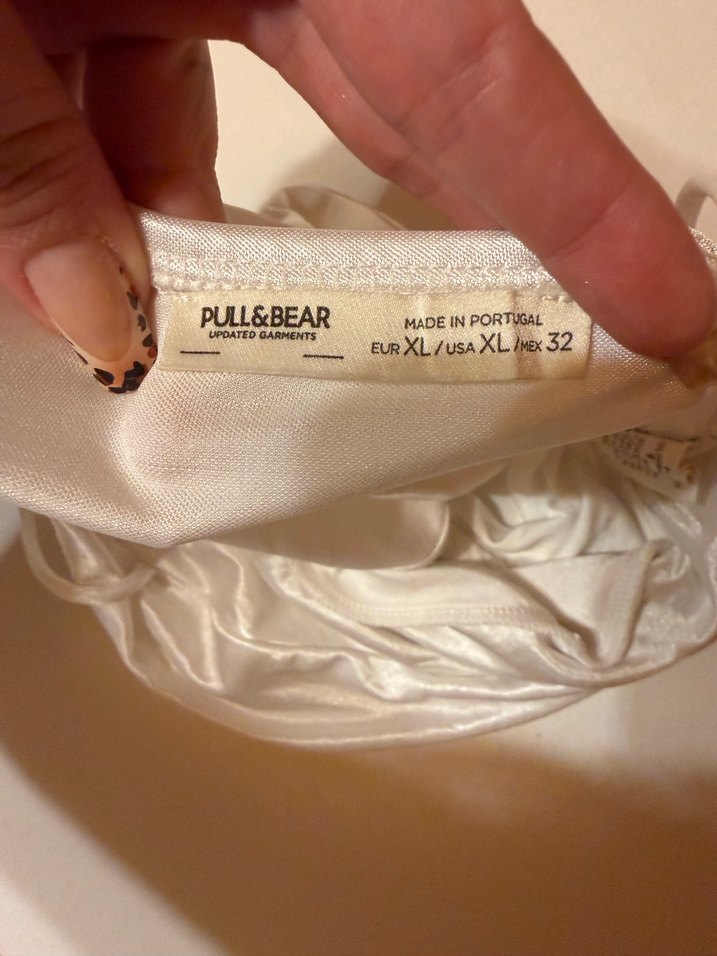 PULL&BEAR
UPDATED GARMENTS
MADE IN PORTUGAL
EUR XL/USA XL/MEX 32